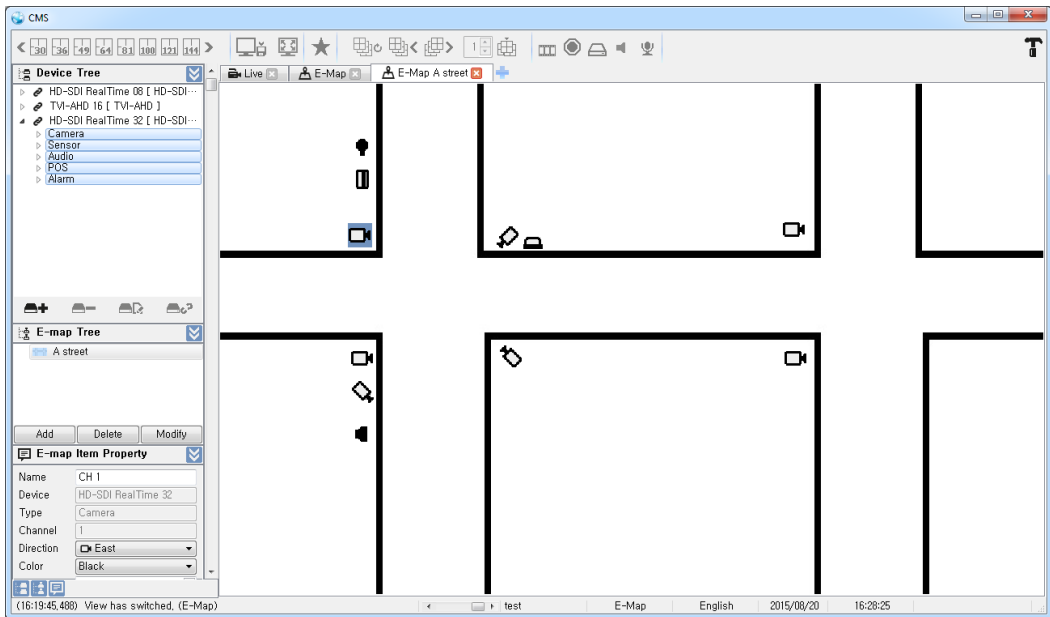 CMS
30 36 49 64 81 100 121 144 1
Device Tree
Live E-Map E-Map A street
HD-SDI RealTime 08 [ HD-SDI···
TVI-AHD 16 [ TVI-AHD ]
HD-SDI RealTime 32 [ HD-SDI···
Camera
Sensor
Audio
POS
Alarm
E-map Tree
A street
Add Delete Modify
E-map Item Property
Name CH 1
Device HD-SDI RealTime 32
Type Camera
Channel 1
Direction East
Color Black
(16:19:45,488) View has switched, (E-Map) test E-Map English 2015/08/20 16:28:25